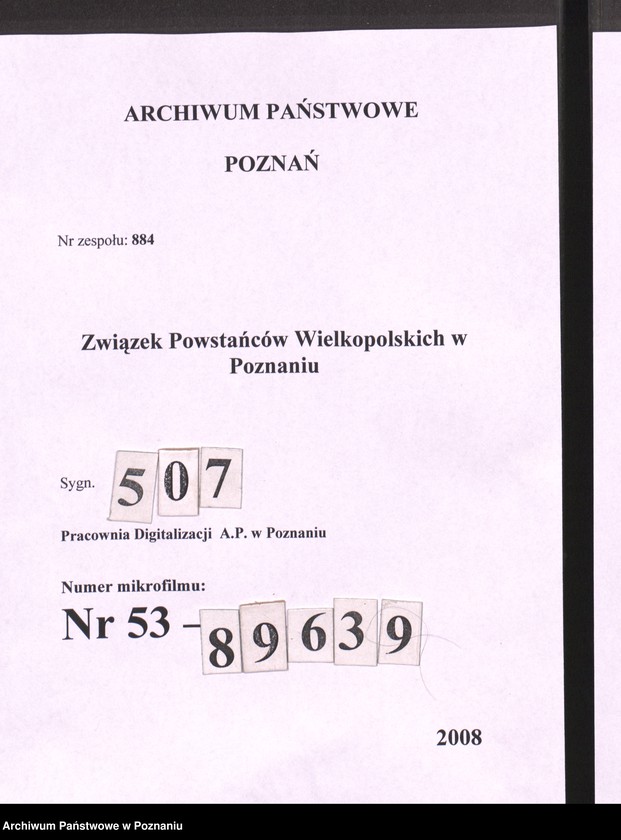 ARCHIWUM PAŃSTWOWE
POZNAŃ
Nr zespołu: 884
Związek Powstańców Wielkopolskich w
Poznaniu
Sygn. 507
Pracownia Digitalizacji A.P. w Poznaniu
Numer mikrofilmu:
Nr 53 – 89639
2008
Archiwum Państwowe w Poznaniu